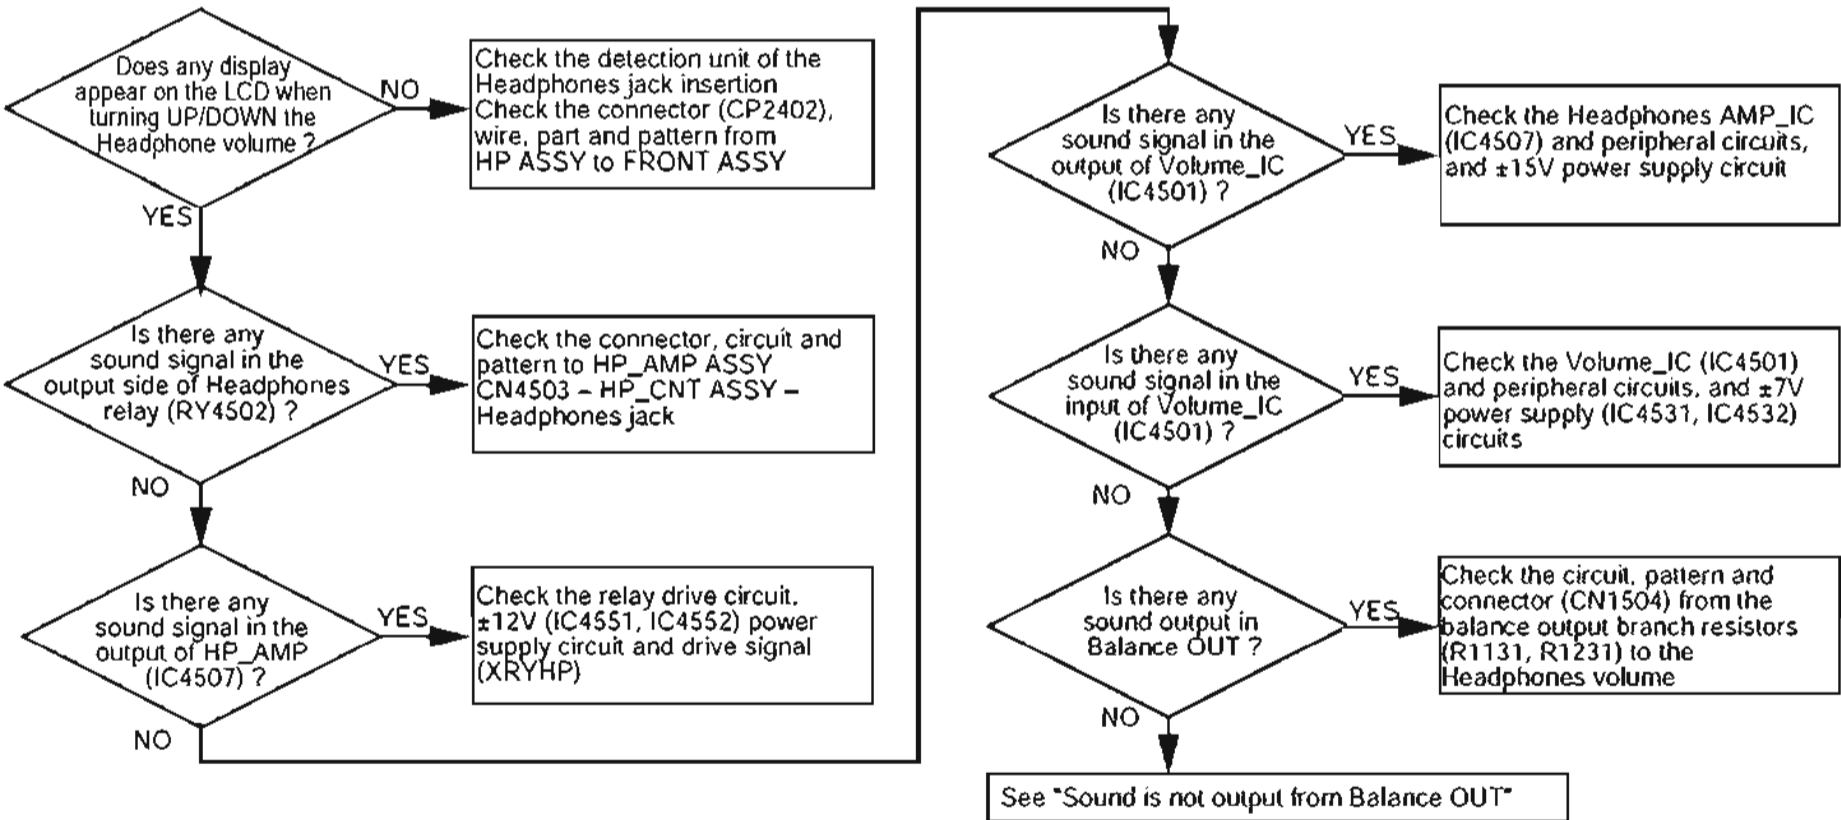 Does any display
appear on the LCD when
turning UP/DOWN the
Headphone volume ?
NO
Check the detection unit of the
Headphones jack insertion
Check the connector (CP2402),
wire, part and pattern from
HP ASSY to FRONT ASSY
YES
Is there any
sound signal in the
output side of Headphones
relay (RY4502) ?
YES
Check the connector, circuit and
pattern to HP_AMP ASSY
CN4503 – HP_CNT ASSY –
Headphones jack
NO
Is there any
sound signal in the
output of HP_AMP
(IC4507) ?
YES
Check the relay drive circuit.
±12V (IC4551, IC4552) power
supply circuit and drive signal
(XRYHP)
NO
Is there any
sound signal in the
output of Volume_IC
(IC4501) ?
YES
Check the Headphones AMP_IC
(IC4507) and peripheral circuits,
and ±15V power supply circuit
NO
Is there any
sound signal in the
input of Volume_IC
(IC4501) ?
YES
Check the Volume_IC (IC4501)
and peripheral circuits, and ±7V
power supply (IC4531, IC4532)
circuits
NO
Is there any
sound output in
Balance OUT ?
YES
Check the circuit, pattern and
connector (CN1504) from the
balance output branch resistors
(R1131, R1231) to the
Headphones volume
NO
See "Sound is not output from Balance OUT"